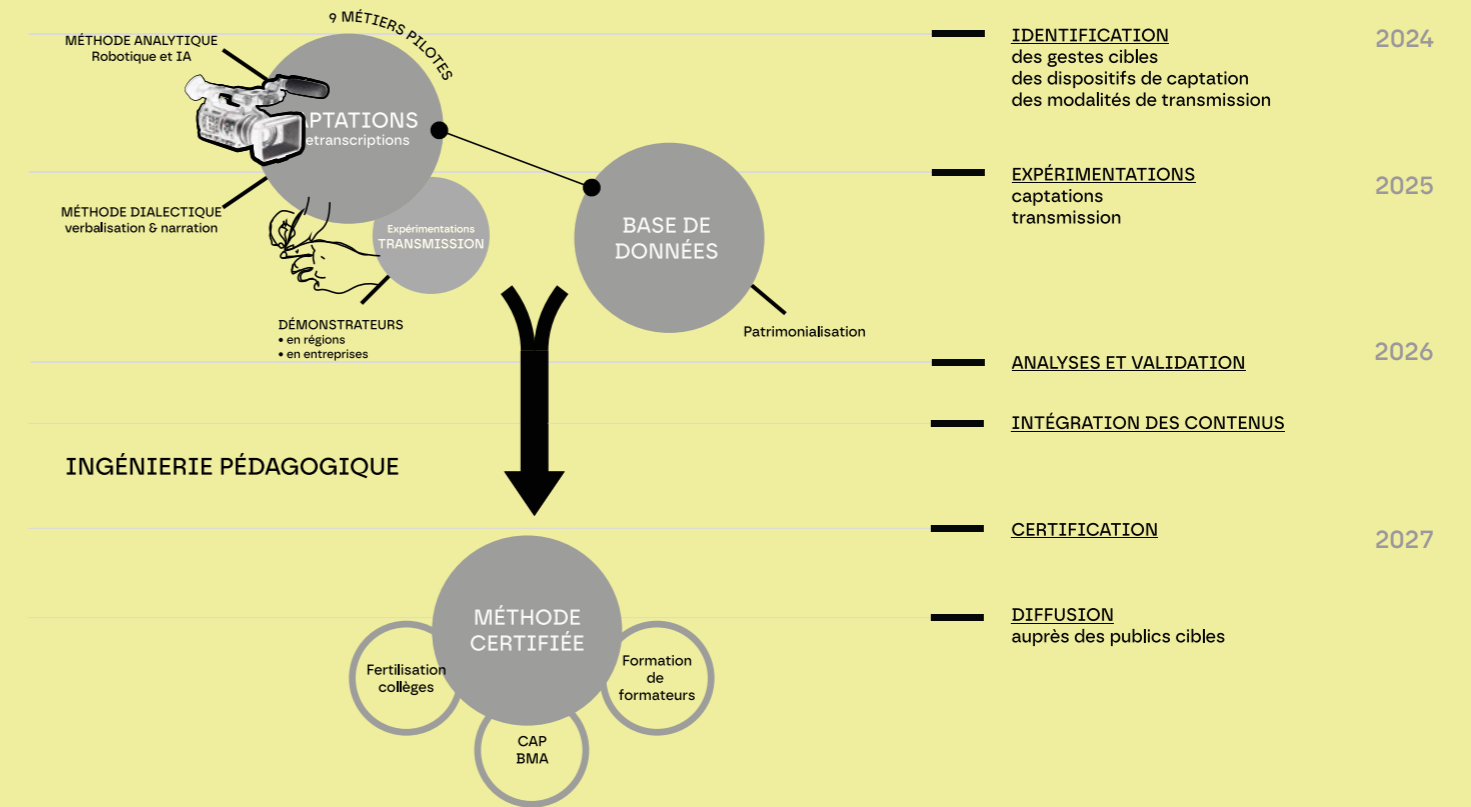 9 MÉTIERS PILOTES
MÉTHODE ANALYTIQUE
Robotique et IA
PTATIONS
etranscriptions
MÉTHODE DIALECTIQUE
verbalisation & narration
Expérimentations
TRANSMISSION
DÉMONSTRATEURS
• en régions
• en entreprises
BASE DE
DONNÉES
Patrimonialisation
INGÉNIERIE PÉDAGOGIQUE
MÉTHODE
CERTIFIÉE
Fertilisation
collèges
Formation
de
formateurs
CAP
BMA
IDENTIFICATION
des gestes cibles
des dispositifs de captation
des modalités de transmission
2024
EXPÉRIMENTATIONS
captations
transmission
2025
ANALYSES ET VALIDATION
2026
INTÉGRATION DES CONTENUS
CERTIFICATION
2027
DIFFUSION
auprès des publics cibles